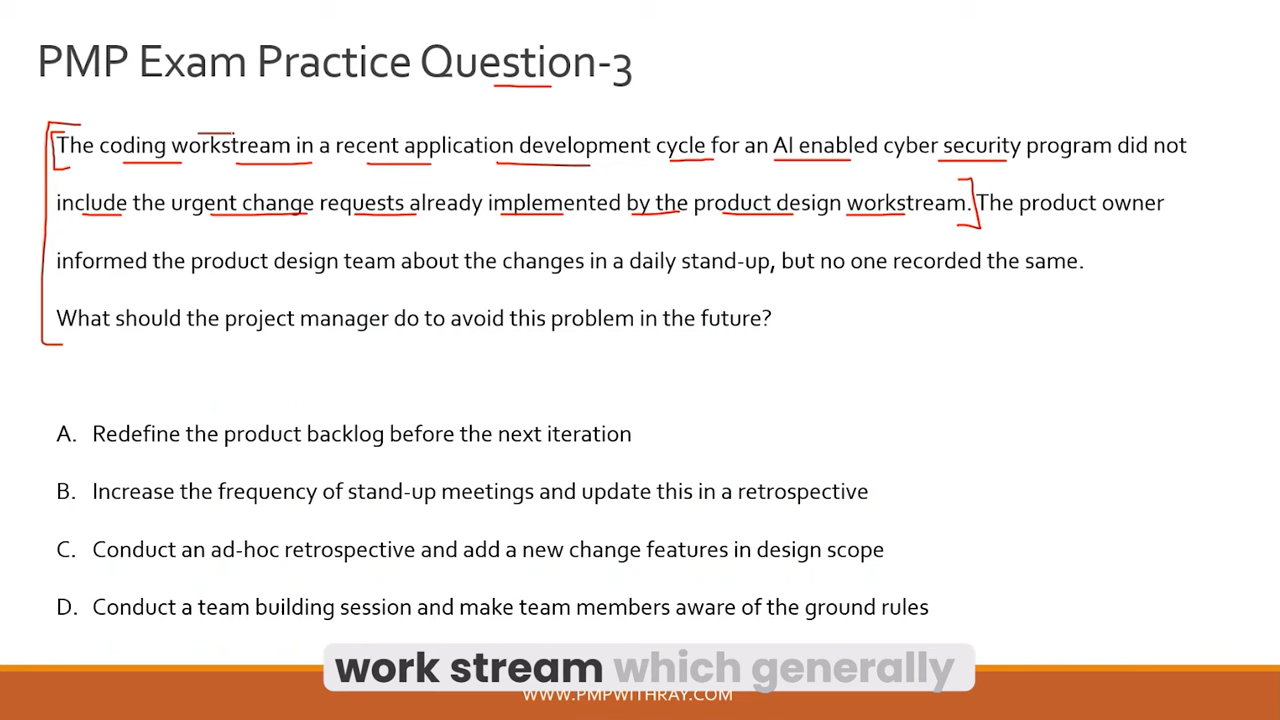 PMP Exam Practice Question-3
The coding workstream in a recent application development cycle for an AI enabled cyber security program did not
include the urgent change requests already implemented by the product design workstream. The product owner
informed the product design team about the changes in a daily stand-up, but no one recorded the same.
What should the project manager do to avoid this problem in the future?
A. Redefine the product backlog before the next iteration
B. Increase the frequency of stand-up meetings and update this in a retrospective
C. Conduct an ad-hoc retrospective and add a new change features in design scope
D. Conduct a team building session and make team members aware of the ground rules
work stream which generally
WWW.PMPWITHRAY.COM